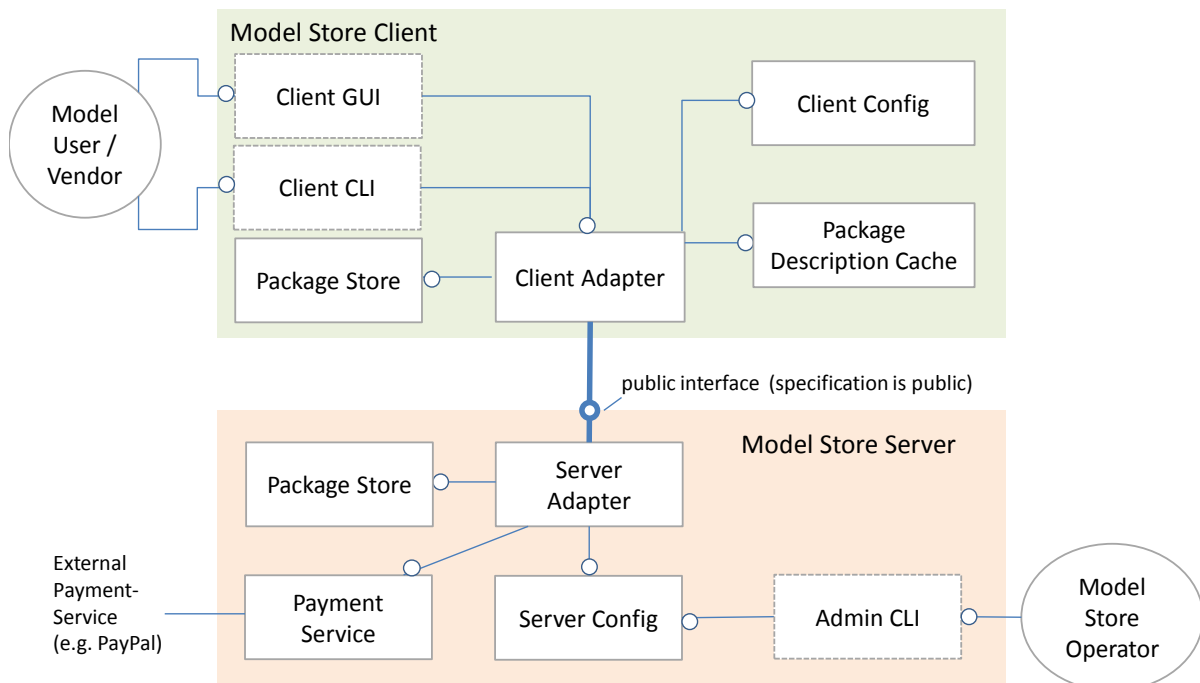 Model Store Client
Client GUI
Client Config
Model
User /
Vendor
Client CLI
Package
Description Cache
Package Store
Client Adapter
public interface  (specification is public)
Model Store Server
Package Store
Server
Adapter
External
Payment-
Service
(e.g. PayPal)
Payment
Service
Server Config
Admin CLI
Model
Store
Operator